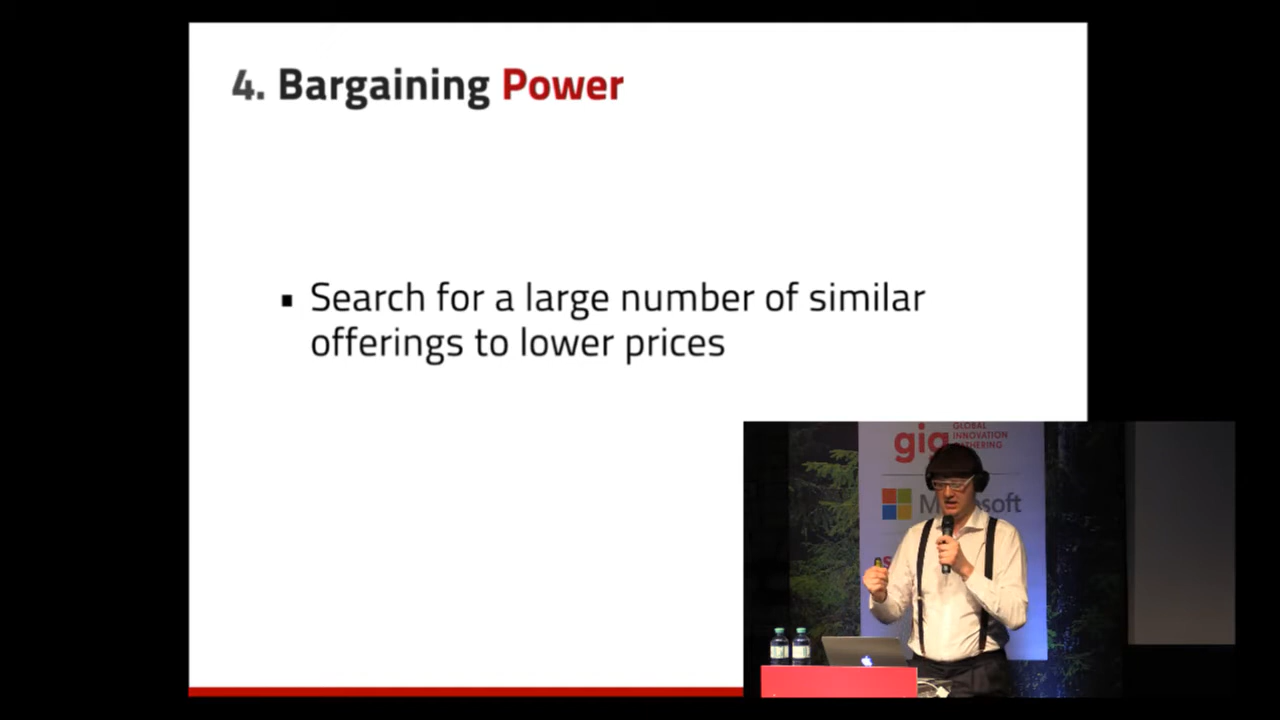 4. Bargaining Power
▪ Search for a large number of similar
offerings to lower prices
gig
GLOBAL
INNOVATION
GATHERING
Microsoft